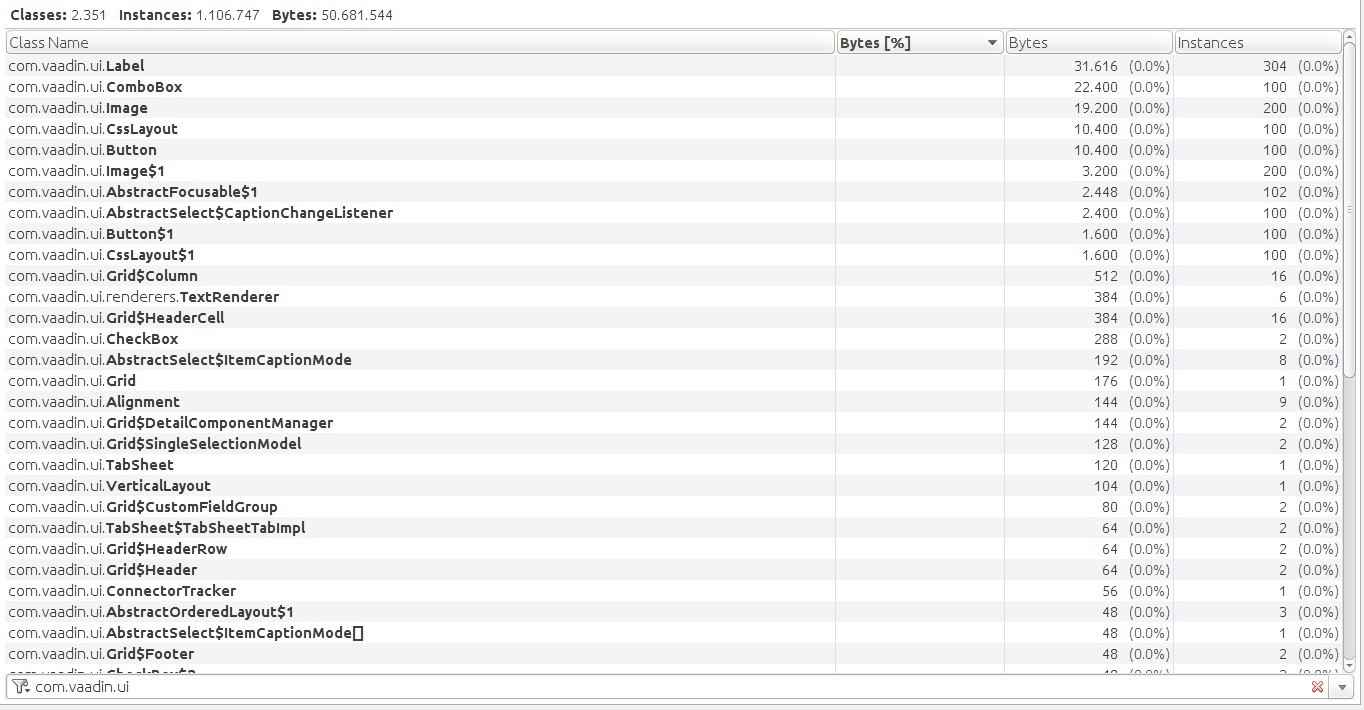 Classes: 2.351 Instances: 1.106.747 Bytes: 50.681.544
Class Name Bytes [%] Bytes Instances
com.vaadin.ui.Label 31.616 (0.0%) 304 (0.0%)
com.vaadin.ui.ComboBox 22.400 (0.0%) 100 (0.0%)
com.vaadin.ui.Image 19.200 (0.0%) 200 (0.0%)
com.vaadin.ui.CssLayout 10.400 (0.0%) 100 (0.0%)
com.vaadin.ui.Button 10.400 (0.0%) 100 (0.0%)
com.vaadin.ui.Image$1 3.200 (0.0%) 200 (0.0%)
com.vaadin.ui.AbstractFocusable$1 2.448 (0.0%) 102 (0.0%)
com.vaadin.ui.AbstractSelect$CaptionChangeListener 2.400 (0.0%) 100 (0.0%)
com.vaadin.ui.Button$1 1.600 (0.0%) 100 (0.0%)
com.vaadin.ui.CssLayout$1 1.600 (0.0%) 100 (0.0%)
com.vaadin.ui.Grid$Column 512 (0.0%) 16 (0.0%)
com.vaadin.ui.renderers.TextRenderer 384 (0.0%) 6 (0.0%)
com.vaadin.ui.Grid$HeaderCell 384 (0.0%) 16 (0.0%)
com.vaadin.ui.CheckBox 288 (0.0%) 2 (0.0%)
com.vaadin.ui.AbstractSelect$ItemCaptionMode 192 (0.0%) 8 (0.0%)
com.vaadin.ui.Grid 176 (0.0%) 1 (0.0%)
com.vaadin.ui.Alignment 144 (0.0%) 9 (0.0%)
com.vaadin.ui.Grid$DetailComponentManager 144 (0.0%) 2 (0.0%)
com.vaadin.ui.Grid$SingleSelectionModel 128 (0.0%) 2 (0.0%)
com.vaadin.ui.TabSheet 120 (0.0%) 1 (0.0%)
com.vaadin.ui.VerticalLayout 104 (0.0%) 1 (0.0%)
com.vaadin.ui.Grid$CustomFieldGroup 80 (0.0%) 2 (0.0%)
com.vaadin.ui.TabSheet$TabSheetTabImpl 64 (0.0%) 2 (0.0%)
com.vaadin.ui.Grid$HeaderRow 64 (0.0%) 2 (0.0%)
com.vaadin.ui.Grid$Header 64 (0.0%) 2 (0.0%)
com.vaadin.ui.ConnectorTracker 56 (0.0%) 1 (0.0%)
com.vaadin.ui.AbstractOrderedLayout$1 48 (0.0%) 3 (0.0%)
com.vaadin.ui.AbstractSelect$ItemCaptionMode[] 48 (0.0%) 1 (0.0%)
com.vaadin.ui.Grid$Footer 48 (0.0%) 2 (0.0%)
com.vaadin.ui